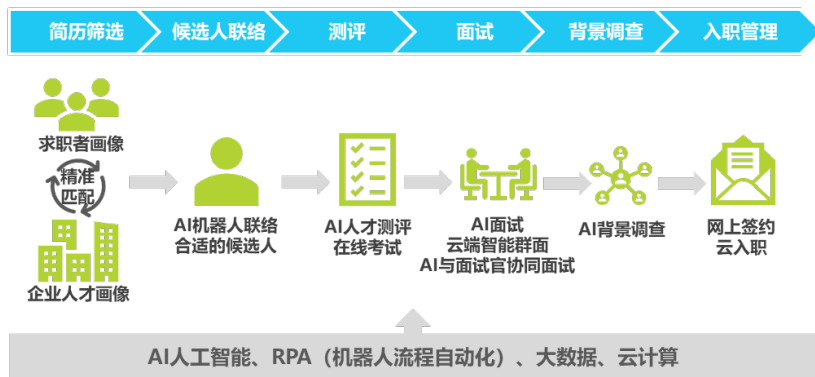 简历筛选
候选人联络
测评
面试
背景调查
入职管理
求职者画像
精准
匹配
企业人才画像
AI机器人联络
合适的候选人
AI人才测评
在线考试
AI面试
云端智能群面
AI与面试官协同面试
AI背景调查
网上签约
云入职
AI人工智能、RPA（机器人流程自动化）、大数据、云计算